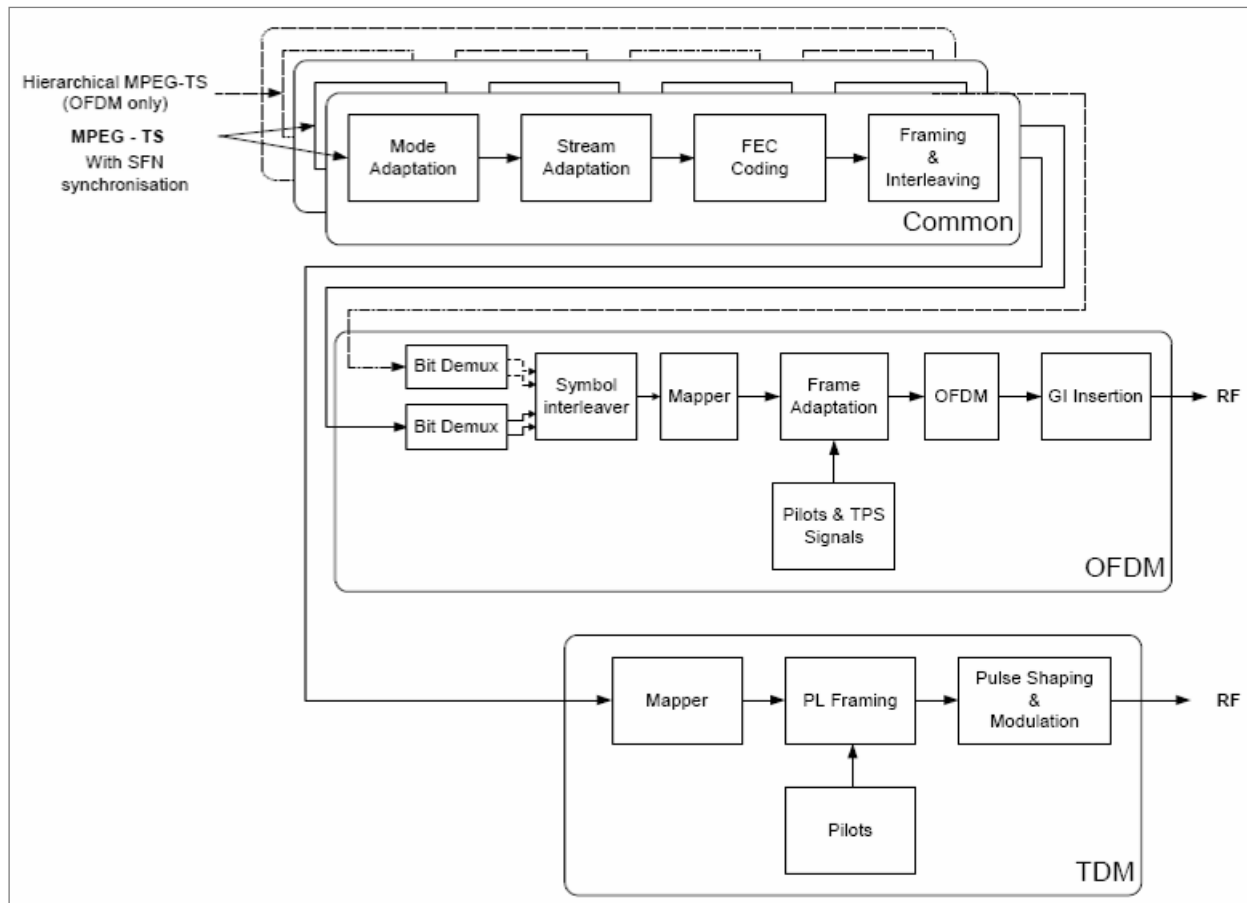 Hierarchical MPEG-TS
(OFDM only)
MPEG - TS
With SFN
synchronisation
Mode
Adaptation
Stream
Adaptation
FEC
Coding
Framing
&
Interleaving
Common
Bit Demux
Bit Demux
Symbol
interleaver
Mapper
Frame
Adaptation
OFDM
GI Insertion
RF
Pilots & TPS
Signals
OFDM
Mapper
PL Framing
Pulse Shaping
&
Modulation
RF
Pilots
TDM